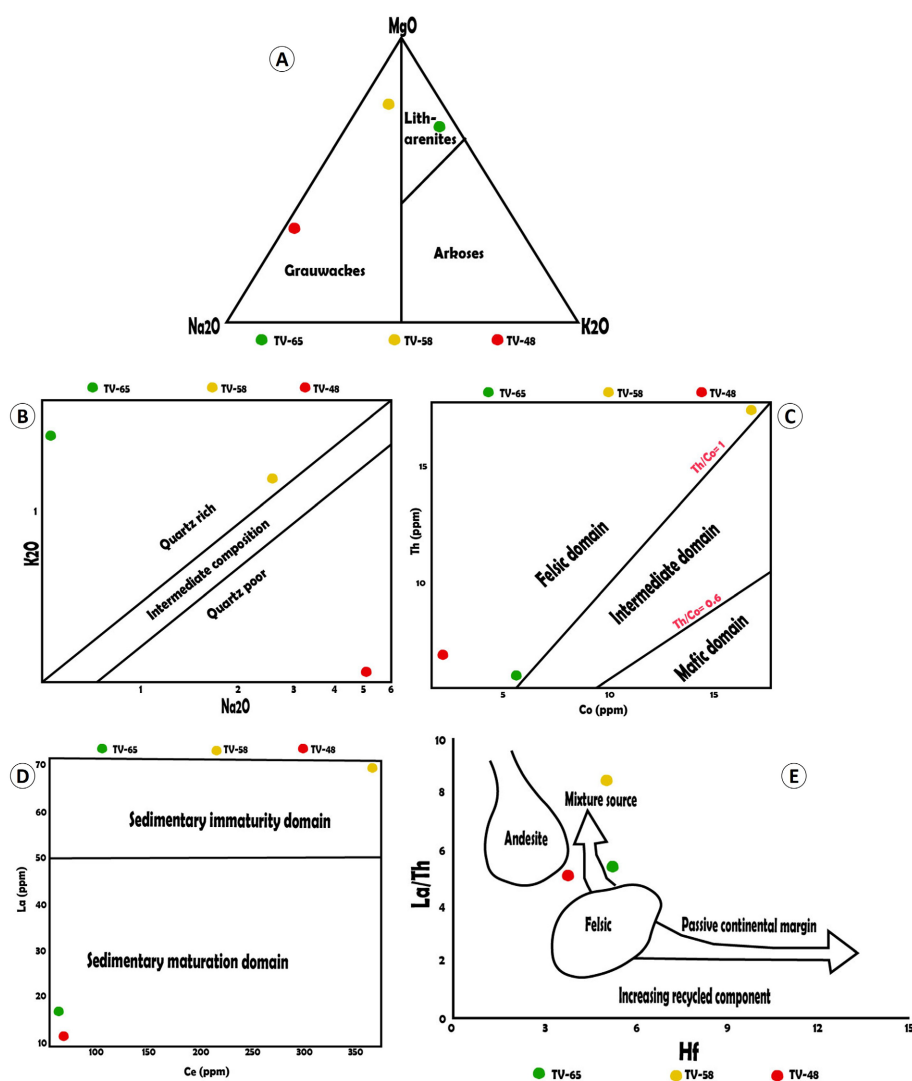 MgO
A
Lith-
arenites
Grauwackes
Arkoses
Na2O
K2O
TV-65
TV-58
TV-48
TV-65
TV-58
TV-48
B
K2O
1
Quartz rich
Intermediate composition
Quartz poor
1
2
3
4
5
6
Na2O
TV-65
TV-58
TV-48
C
Th (ppm)
15
10
Th/Co= 1
Felsic domain
Intermediate domain
Th/Co= 0.6
Mafic domain
5
10
15
Co (ppm)
TV-65
TV-58
TV-48
D
La (ppm)
70
60
50
30
20
10
Sedimentary immaturity domain
Sedimentary maturation domain
100
150
200
250
300
350
Ce (ppm)
E
La/Th
10
8
6
4
2
0
Mixture source
Andesite
Felsic
Passive continental margin
Increasing recycled component
0
3
6
9
12
15
Hf
TV-65
TV-58
TV-48